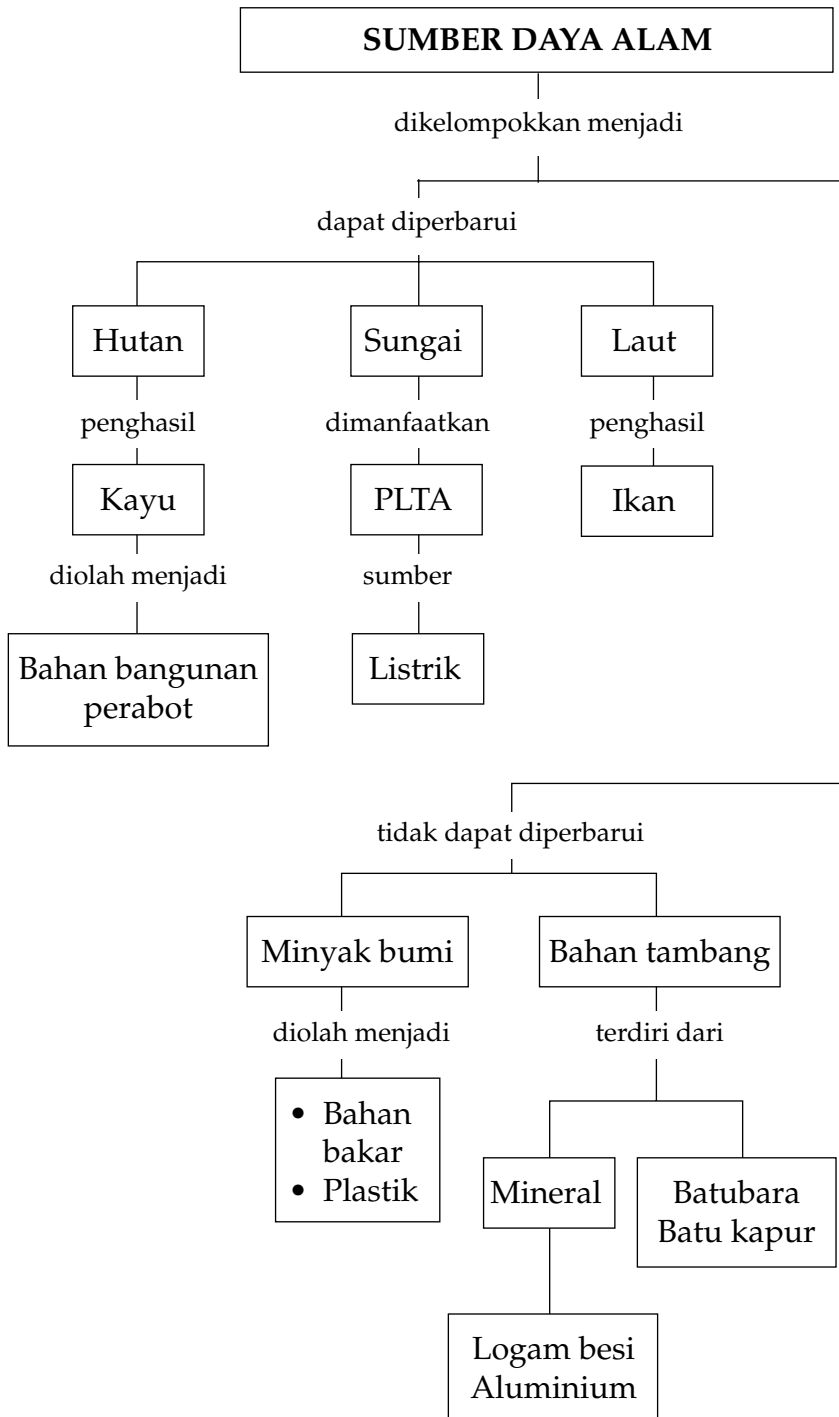 SUMBER DAYA ALAM
dikelompokkan menjadi
dapat diperbarui
Hutan
Sungai
Laut
penghasil
dimanfaatkan
penghasil
Kayu
PLTA
Ikan
diolah menjadi
sumber
Bahan bangunan
perabot
Listrik
tidak dapat diperbarui
Minyak bumi
Bahan tambang
diolah menjadi
terdiri dari
• Bahan
bakar
• Plastik
Mineral
Batubara
Batu kapur
Logam besi
Aluminium